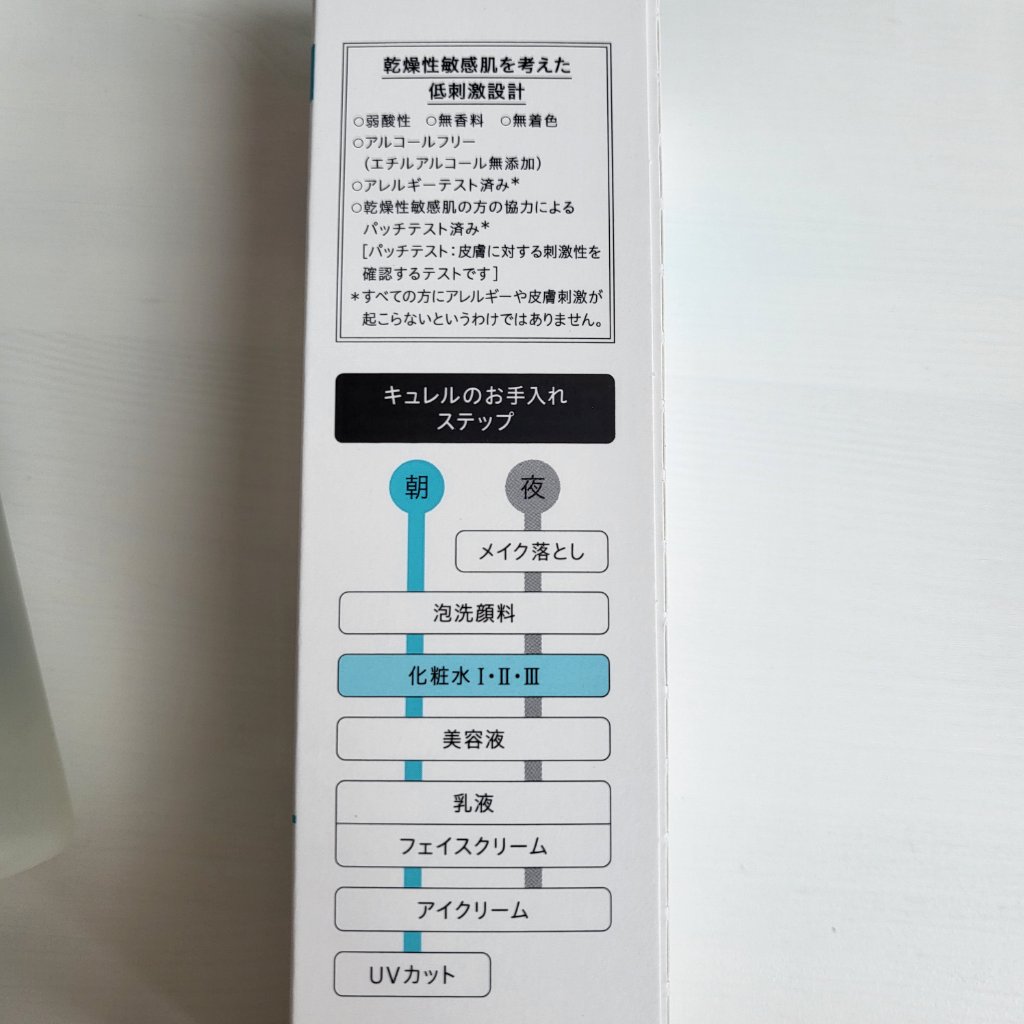 乾燥性敏感肌を考えた
低刺激設計
○弱酸性 ○無香料 ○無着色
○アルコールフリー
(エチルアルコール無添加)
○アレルギーテスト済み*
○乾燥性敏感肌の方の協力による
パッチテスト済み*
[パッチテスト:皮膚に対する刺激性を
確認するテストです]
*すべての方にアレルギーや皮膚刺激が
起こらないというわけではありません。
キュレルのお手入れ
ステップ
朝 夜
メイク落とし
泡洗顔料
化粧水Ⅰ・Ⅱ・Ⅲ
美容液
乳液
フェイスクリーム
アイクリーム
UVカット